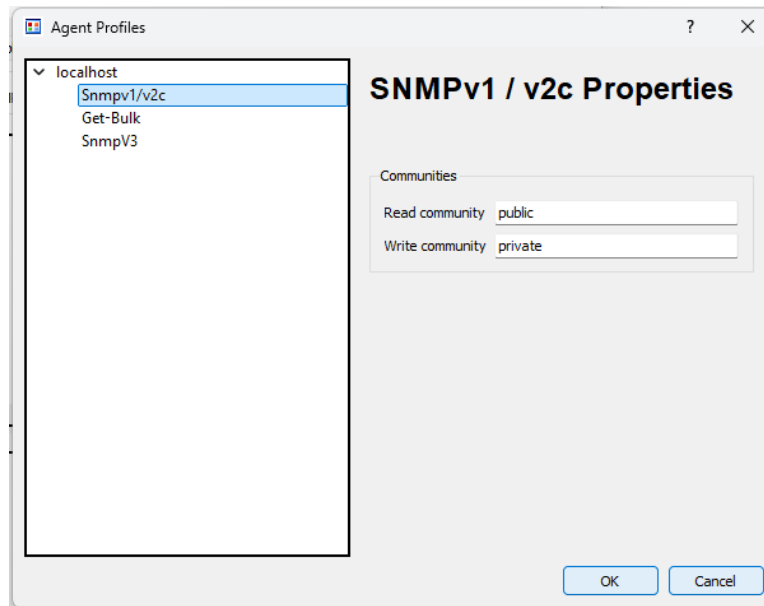 Agent Profiles
?
localhost
Snmpv1/v2c
Get-Bulk
SnmpV3
SNMPv1 / v2c Properties
Communities
Read community public
Write community private
OK Cancel